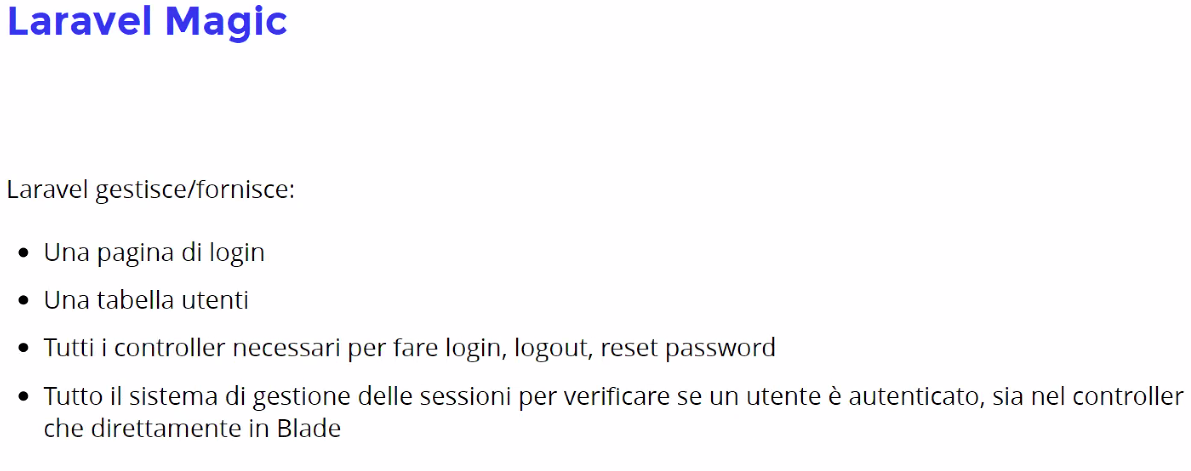 Laravel Magic
Laravel gestisce/fornisce:
• Una pagina di login
• Una tabella utenti
• Tutti i controller necessari per fare login, logout, reset password
• Tutto il sistema di gestione delle sessioni per verificare se un utente è autenticato, sia nel controller
che direttamente in Blade